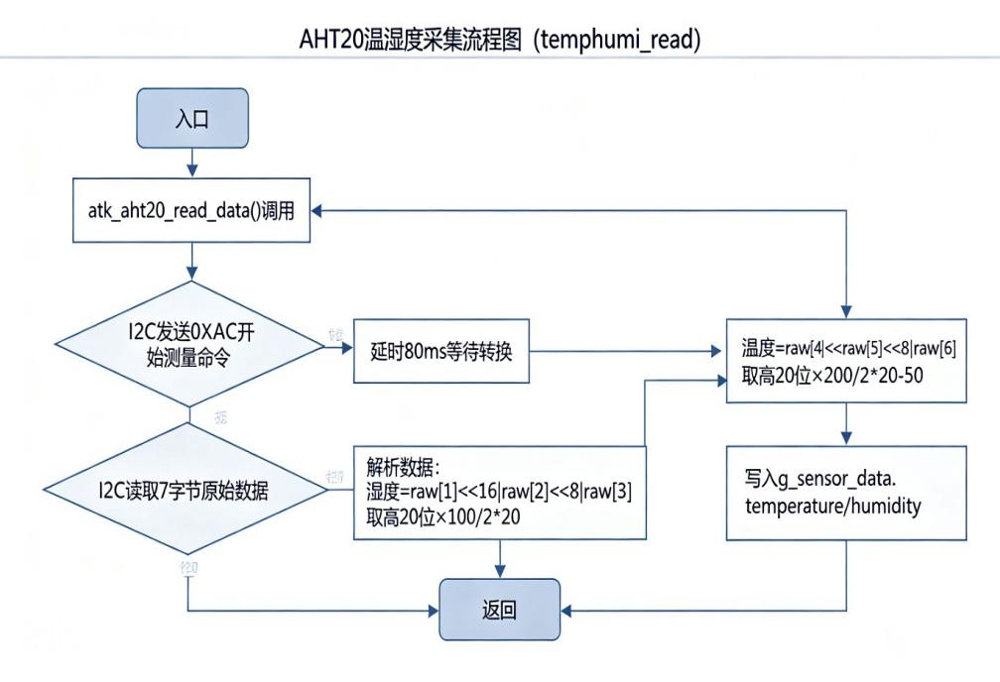 AHT20温湿度采集流程图（temphumi_read）
入口
atk_aht20_read_data()调用
I2C发送0XAC开
始测量命令
延时80ms等待转换
温度=raw[4|<<raw[5]<<8|raw[6]
取高20位×200/2*20-50
I2C读取7字节原始数据
解析数据：
湿度=raw[1]<<16|raw[2]<<8|raw[3]
取高20位×100/2*20
写入g_sensor_data.
temperature/humidity
返回